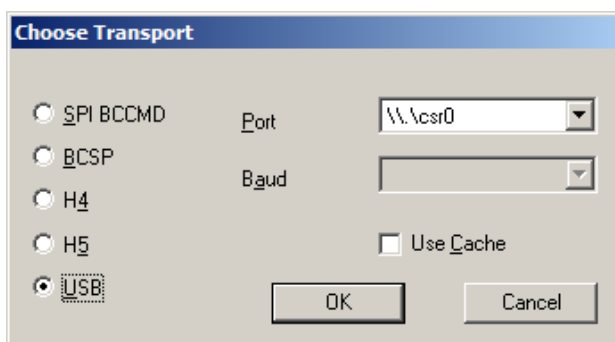 Choose Transport
SPI BCCMD
BCSP
H4
H5
USB
Port
\\.\csr0
Baud
Use Cache
OK
Cancel